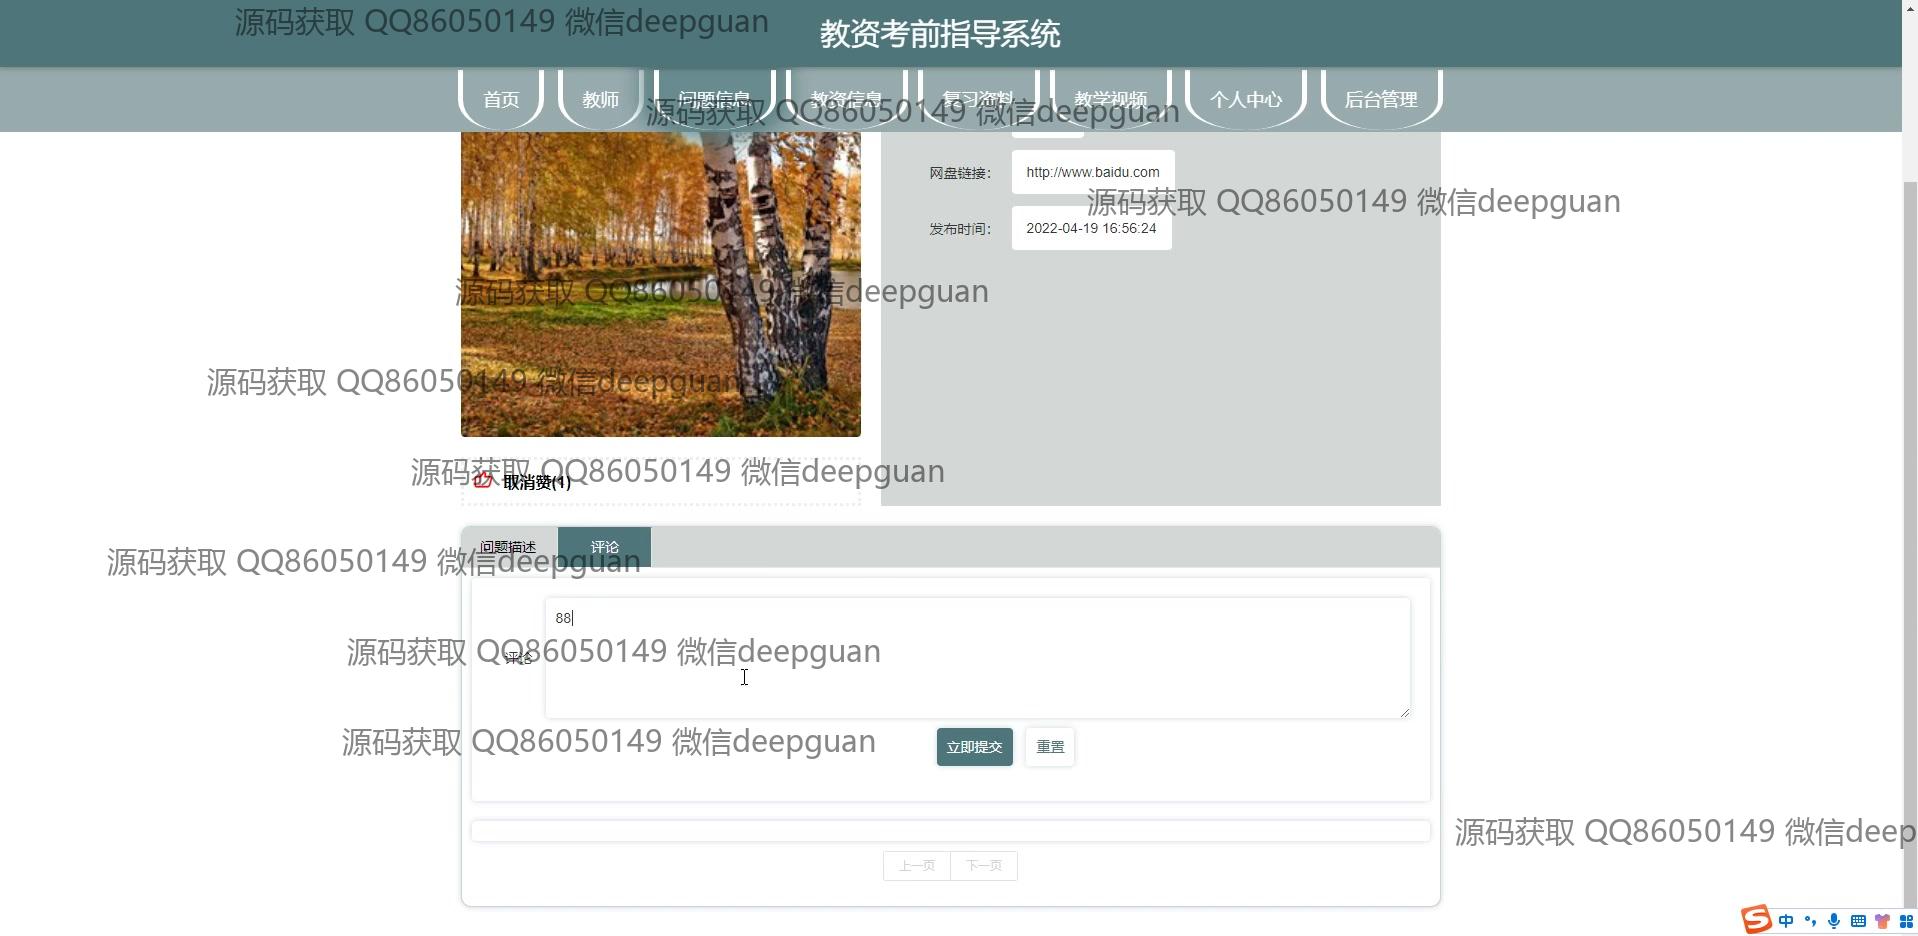 源码获取 QQ86050149 微信deepguan
教资考前指导系统
首页 教师 问题信息 教资信息 复习资料 教学视频 个人中心 后台管理
源码获取 QQ86050149 微信deepguan
网盘链接： http://www.baidu.com
源码获取 QQ86050149 微信deepguan
发布时间： 2022-04-19 16:56:24
源码获取 QQ86050149 微信deepguan
源码获取 QQ86050149 微信deepguan
源码获取 QQ86050149 微信deepguan
取消赞(1)
问题描述 评论
源码获取 QQ86050149 微信deepguan
88
评论
源码获取 QQ86050149 微信deepguan
源码获取 QQ86050149 微信deepguan
立即提交 重置
源码获取 QQ86050149 微信deep
上一页 下一页
S 中